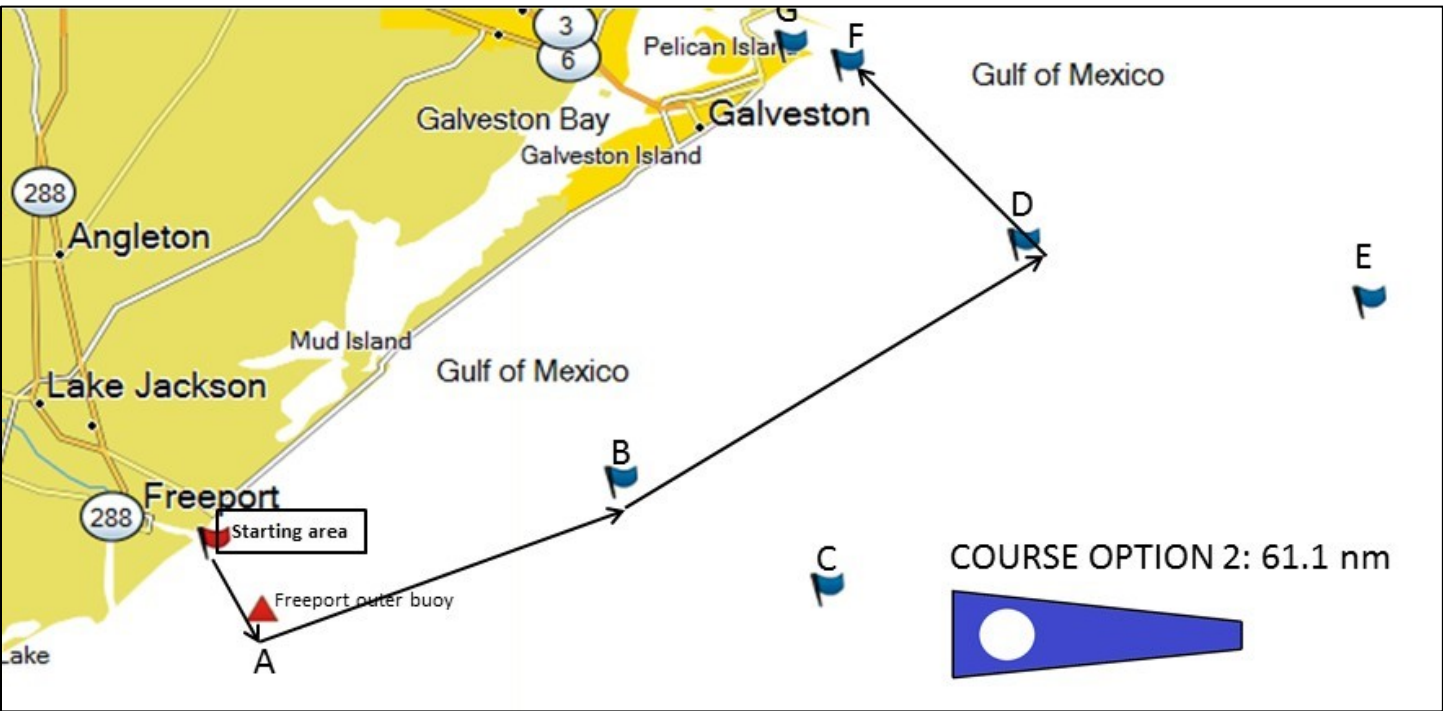 G
F
3
6
Pelican Islan
Gulf of Mexico
Galveston
Galveston Bay
Galveston Island
288
D
Angleton
E
Mud Island
Gulf of Mexico
Lake Jackson
B
Freeport
288
Starting area
C
COURSE OPTION 2: 61.1 nm
Freeport outer buoy
A
Lake